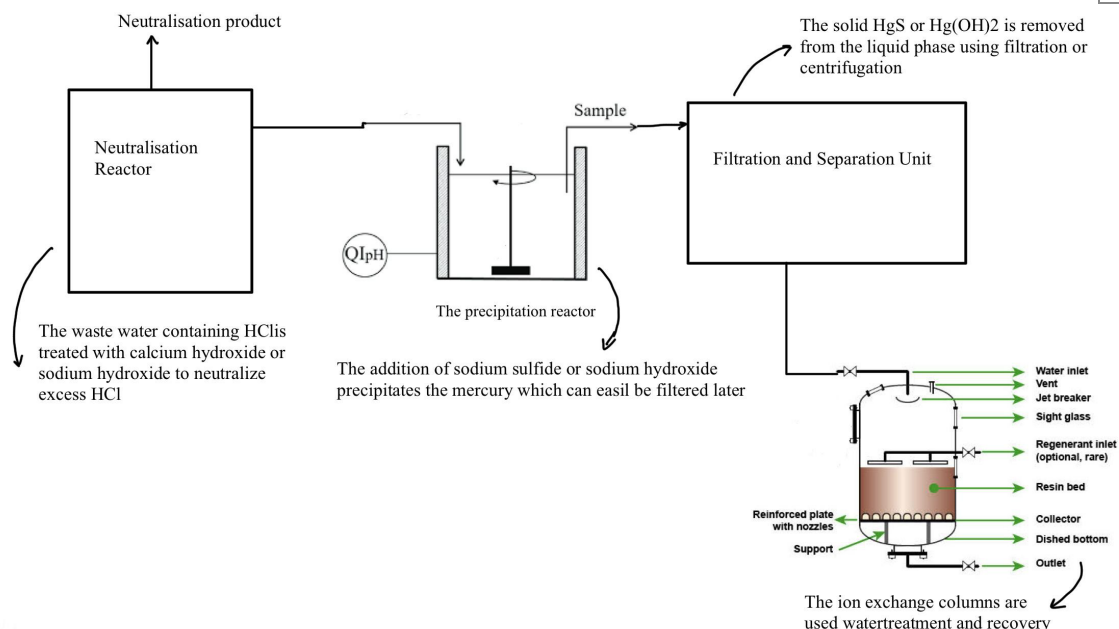 Neutralisation product
The solid HgS or Hg(OH)2 is removed
from the liquid phase using filtration or
centrifugation
Neutralisation
Reactor
Sample
Filtration and Separation Unit
QIpH
The precipitation reactor
The waste water containing HClis
treated with calcium hydroxide or
sodium hydroxide to neutralize
excess HCl
The addition of sodium sulfide or sodium hydroxide
precipitates the mercury which can easil be filtered later
Water inlet
Vent
Jet breaker
Sight glass
Regenerant inlet
(optional, rare)
Resin bed
Reinforced plate
with nozzles
Collector
Support
Dished bottom
Outlet
The ion exchange columns are
used watertreatment and recovery